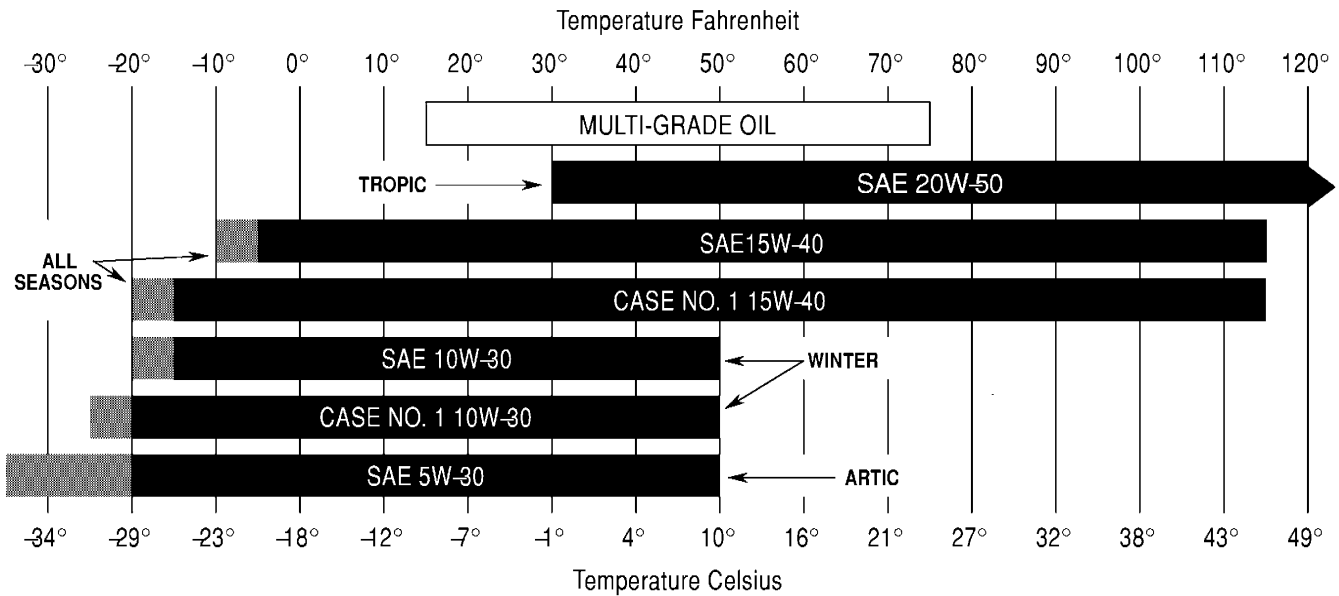 Temperature Fahrenheit
–30° –20° –10° 0° 10° 20° 30° 40° 50° 60° 70° 80° 90° 100° 110° 120°
MULTI-GRADE OIL
TROPIC
SAE 20W-50
SAE15W-40
ALL
SEASONS
CASE NO. 1 15W-40
SAE 10W-30
WINTER
CASE NO. 1 10W-30
SAE 5W-30
ARTIC
–34° –29° –23° –18° –12° –7° –1° 4° 10° 16° 21° 27° 32° 38° 43° 49°
Temperature Celsius